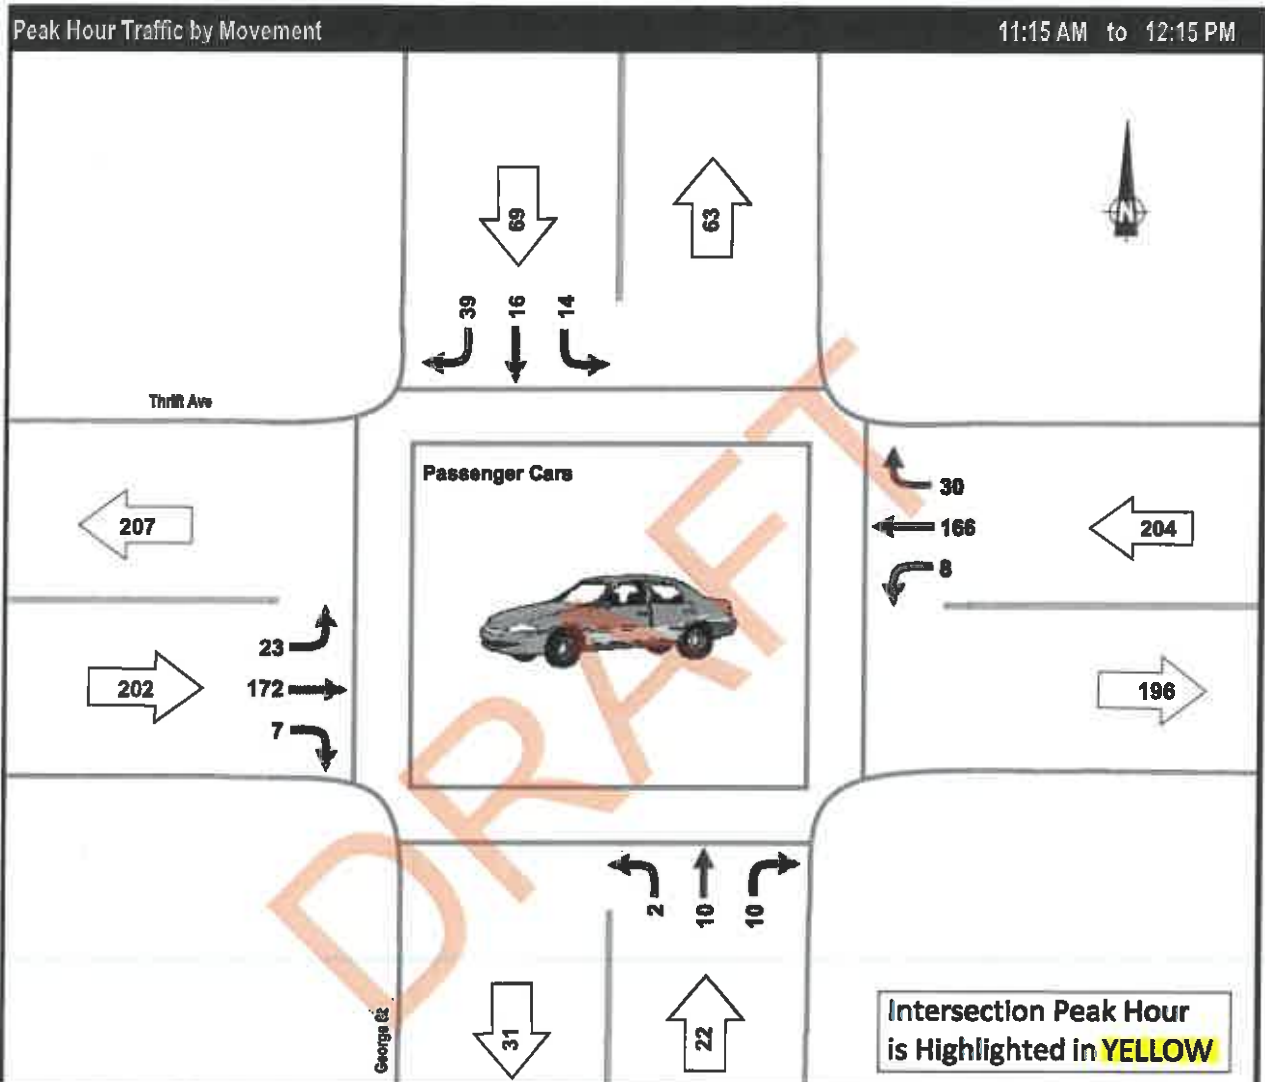 Peak Hour Traffic by Movement 11:15 AM to 12:15 PM
N
69
63
39 16 14
Thrift Ave
Passenger Cars
30
166
8
207
204
23
172
7
202
196
2 10 10
George St
31
22
DRAFT
Intersection Peak Hour
is Highlighted in YELLOW